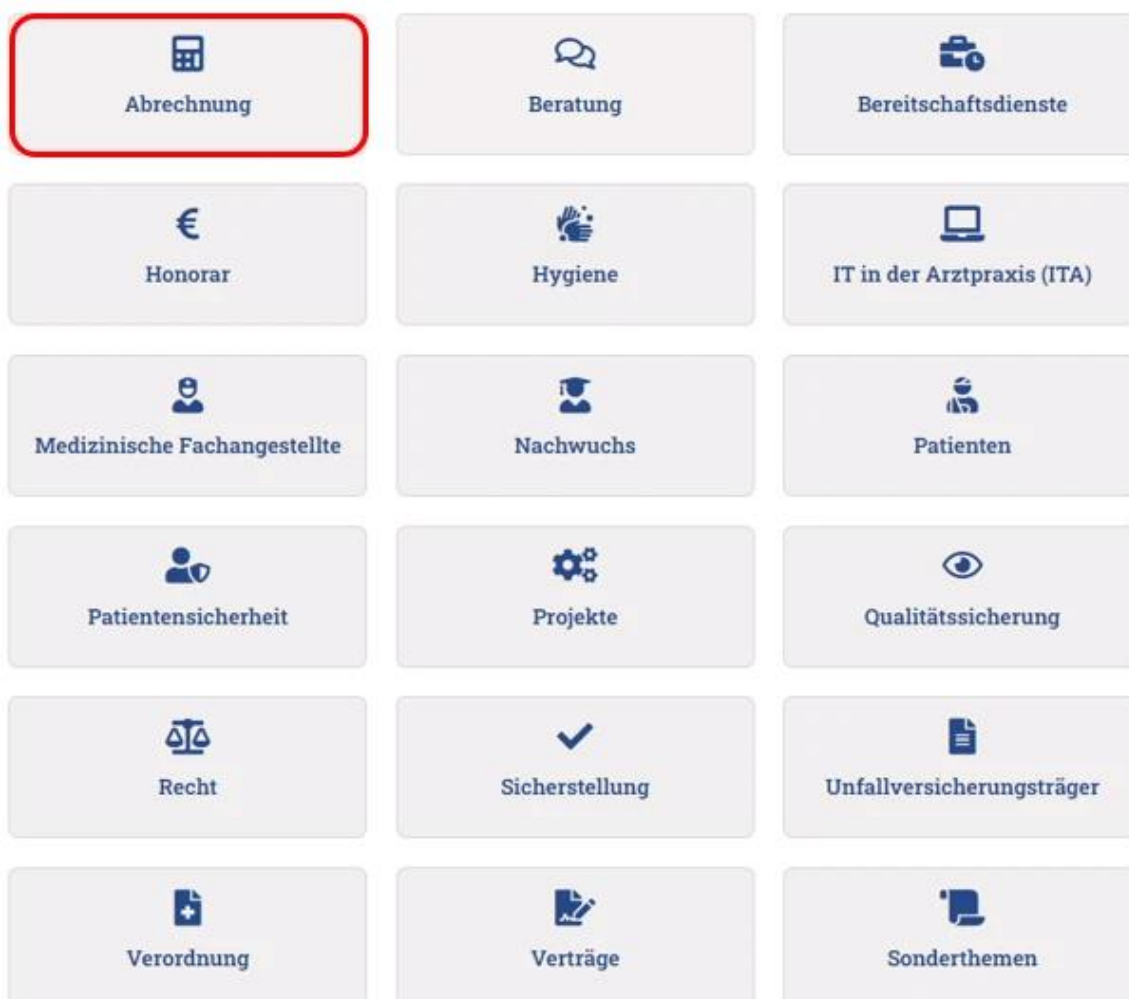 Abrechnung
Beratung
Bereitschaftsdienste
Honorar
Hygiene
IT in der Arztpraxis (ITA)
Medizinische Fachangestellte
Nachwuchs
Patienten
Patientensicherheit
Projekte
Qualitätssicherung
Recht
Sicherstellung
Unfallversicherungsträger
Verordnung
Verträge
Sonderthemen